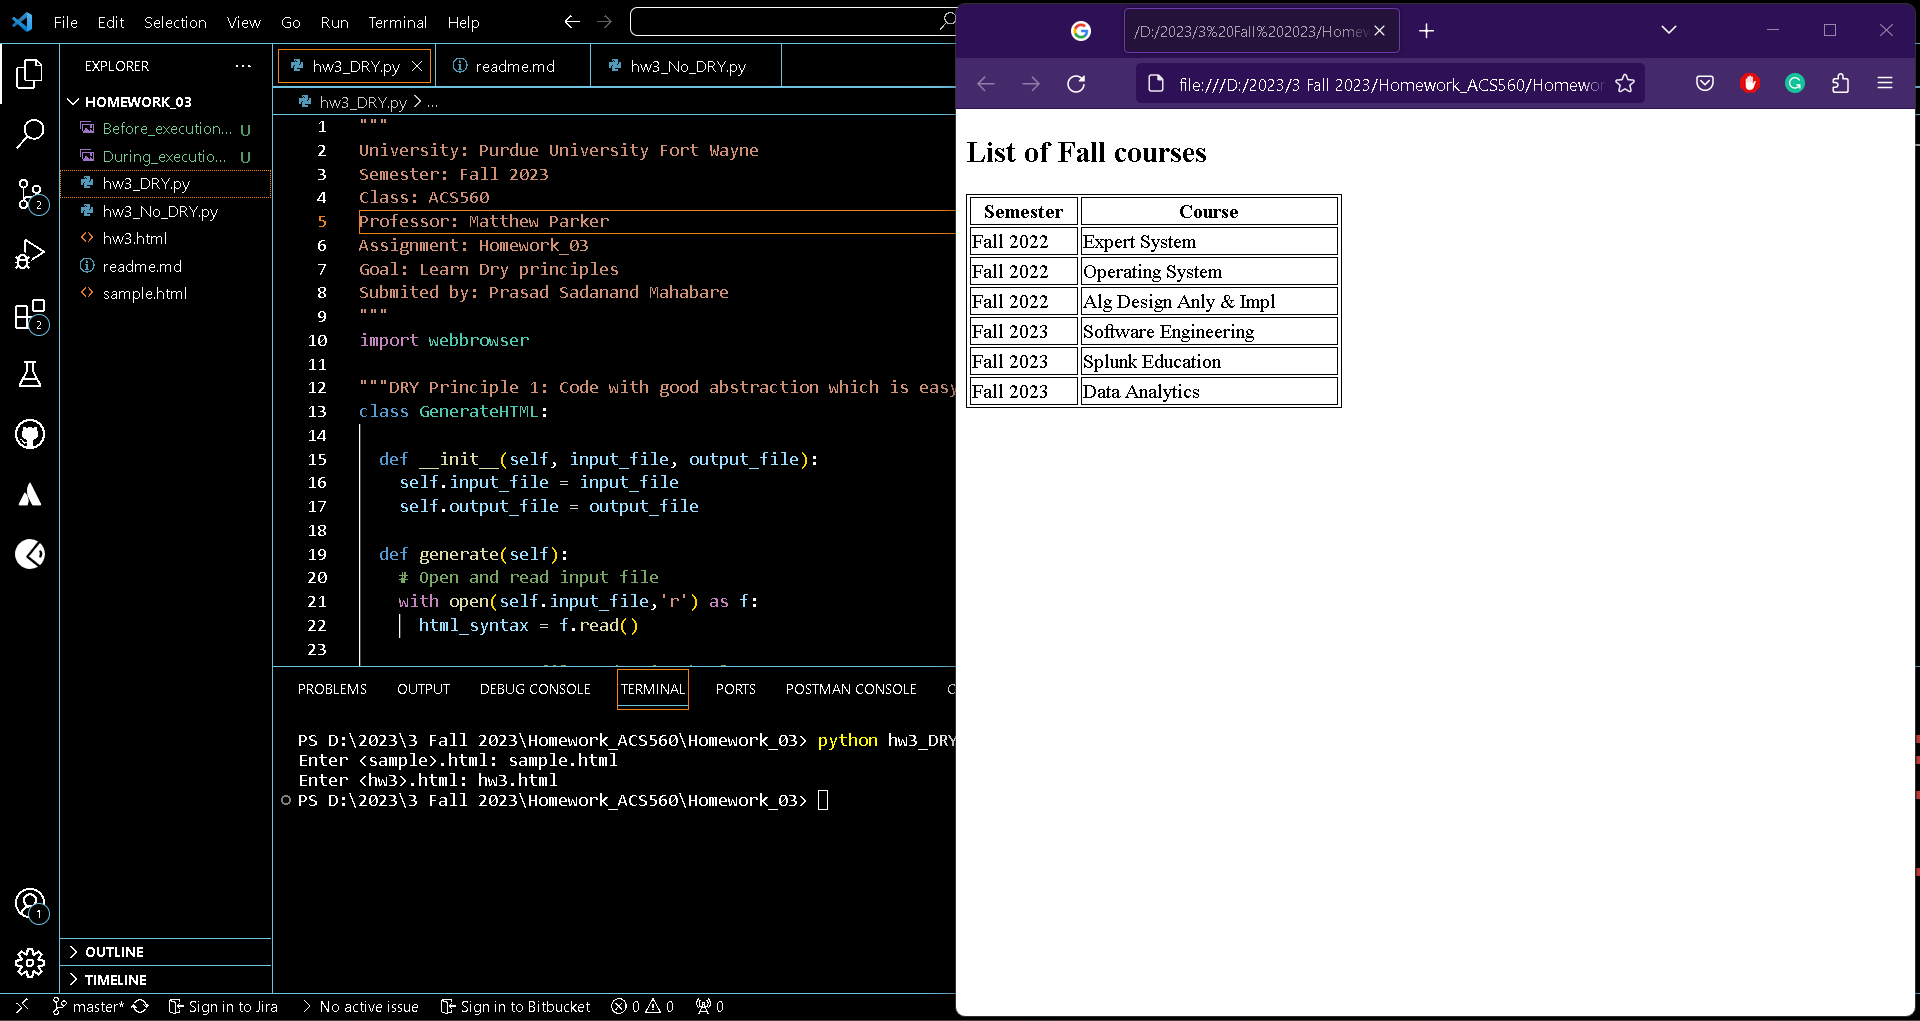 File Edit Selection View Go Run Terminal Help
EXPLORER
HOMEWORK_03
Before_execution... U
During_executio... U
hw3_DRY.py
hw3_No_DRY.py
hw3.html
readme.md
sample.html
OUTLINE
TIMELINE
2
2
1
hw3_DRY.py readme.md hw3_No_DRY.py
hw3_DRY.py > ...
1 """
2 University: Purdue University Fort Wayne
3 Semester: Fall 2023
4 Class: ACS560
5 Professor: Matthew Parker
6 Assignment: Homework_03
7 Goal: Learn Dry principles
8 Submited by: Prasad Sadanand Mahabare
9 """
10 import webbrowser
11
12 """DRY Principle 1: Code with good abstraction which is easy
13 class GenerateHTML:
14
15 def __init__(self, input_file, output_file):
16 self.input_file = input_file
17 self.output_file = output_file
18
19 def generate(self):
20 # Open and read input file
21 with open(self.input_file,'r') as f:
22 html_syntax = f.read()
23
PROBLEMS OUTPUT DEBUG CONSOLE TERMINAL PORTS POSTMAN CONSOLE
PS D:\2023\3 Fall 2023\Homework_ACS560\Homework_03> python hw3_DRY
Enter <sample>.html: sample.html
Enter <hw3>.html: hw3.html
PS D:\2023\3 Fall 2023\Homework_ACS560\Homework_03>
master* Sign in to Jira No active issue Sign in to Bitbucket 0 0 0
/D:/2023/3%20Fall%202023/Homew
file:///D:/2023/3 Fall 2023/Homework_ACS560/Homewor
List of Fall courses
Semester Course
Fall 2022 Expert System
Fall 2022 Operating System
Fall 2022 Alg Design Anly & Impl
Fall 2023 Software Engineering
Fall 2023 Splunk Education
Fall 2023 Data Analytics